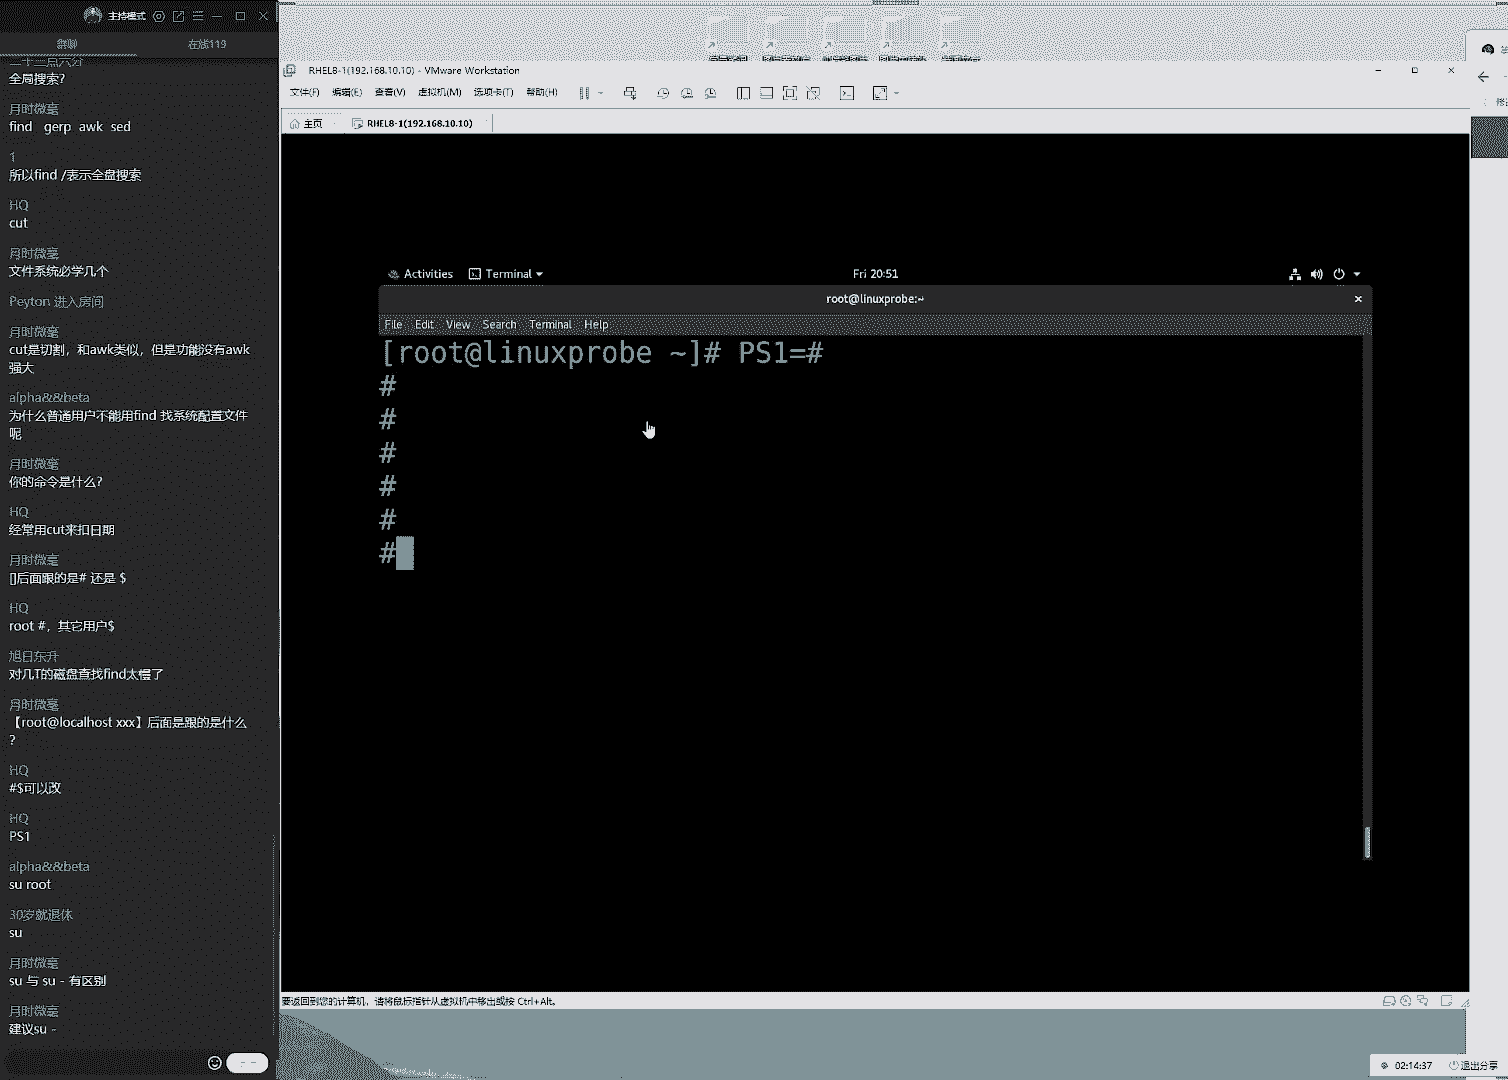 主持模式
群聊
在线119
二十三点六分
全局搜索?
月时微毫
find gerp awk sed
1
所以find /表示全盘搜索
HQ
cut
月时微毫
文件系统必学几个
Peyton 进入房间
月时微毫
cut是切割，和awk类似，但是功能没有awk
强大
alpha&&beta
为什么普通用户不能用find 找系统配置文件
呢
月时微毫
你的命令是什么?
HQ
经常用cut来扣日期
月时微毫
[]后面跟的是# 还是 $
HQ
root #，其它用户$
旭日东升
对几T的磁盘查找find太慢了
月时微毫
【root@localhost xxx】后面是跟的是什么
?
HQ
#$可以改
HQ
PS1
alpha&&beta
su root
30岁就退休
su
月时微毫
su 与 su - 有区别
月时微毫
建议su -
RHEL8-1(192.168.10.10) - VMware Workstation
文件(F) 编辑(E) 查看(V) 虚拟机(M) 选项卡(T) 帮助(H)
主页 RHEL8-1(192.168.10.10)
Activities Terminal Fri 20:51
root@linuxprobe:~
File Edit View Search Terminal Help
[root@linuxprobe ~]# PS1=#
#
#
#
#
#
#
要返回到您的计算机，请将鼠标指针从虚拟机中移出或按 Ctrl+Alt。
02:14:37 退出分享